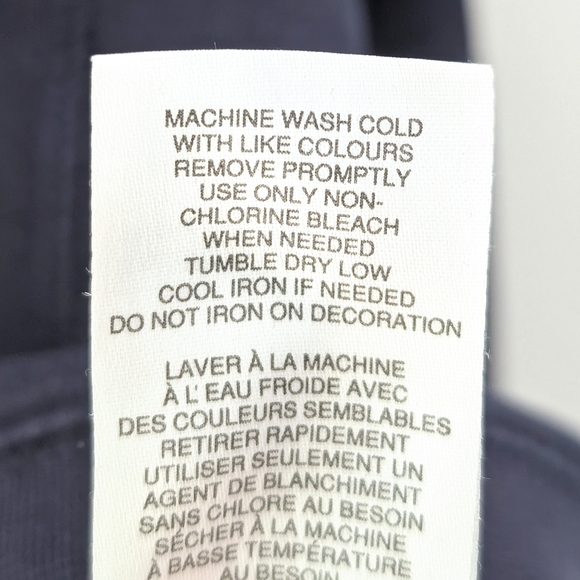 MACHINE WASH COLD
WITH LIKE COLOURS
REMOVE PROMPTLY
USE ONLY NON-
CHLORINE BLEACH
WHEN NEEDED
TUMBLE DRY LOW
COOL IRON IF NEEDED
DO NOT IRON ON DECORATION
LAVER À LA MACHINE
À L'EAU FROIDE AVEC
DES COULEURS SEMBLABLES
RETIRER RAPIDEMENT
UTILISER SEULEMENT UN
AGENT DE BLANCHIMENT
SANS CHLORE AU BESOIN
SÉCHER À LA MACHINE
À BASSE TEMPÉRATURE
AU BESOIN